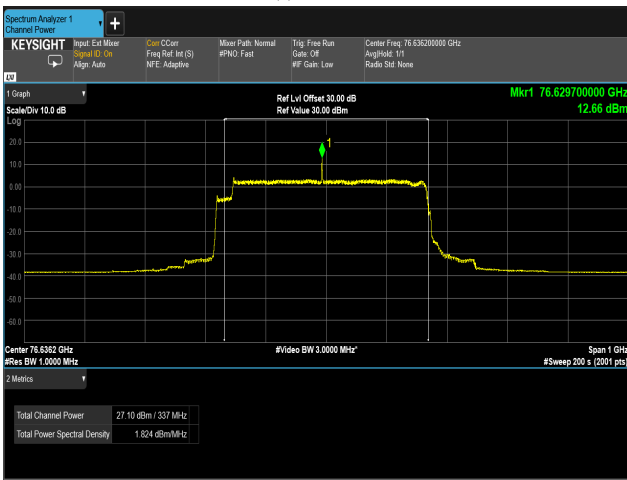 Spectrum Analyzer 1
Channel Power
+
KEYSIGHT
Input: Ext Mixer
Signal ID: On
Align: Auto
Corr CCorr
Freq Ref: Int (S)
NFE: Adaptive
Mixer Path: Normal
#PNO: Fast
Trig: Free Run
Gate: Off
#IF Gain: Low
Center Freq: 76.636200000 GHz
Avg|Hold: 1/1
Radio Std: None
LXI
1 Graph
Scale/Div 10.0 dB
Ref Lvl Offset 30.00 dB
Ref Value 30.00 dBm
Mkr1 76.629700000 GHz
12.66 dBm
Log
1
20.0
10.0
0.00
-10.0
-20.0
-30.0
-40.0
-50.0
-60.0
Center 76.6362 GHz
#Video BW 3.0000 MHz*
Span 1 GHz
#Res BW 1.0000 MHz
#Sweep 200 s (2001 pts)
2 Metrics
Total Channel Power 27.10 dBm / 337 MHz
Total Power Spectral Density 1.824 dBm/MHz